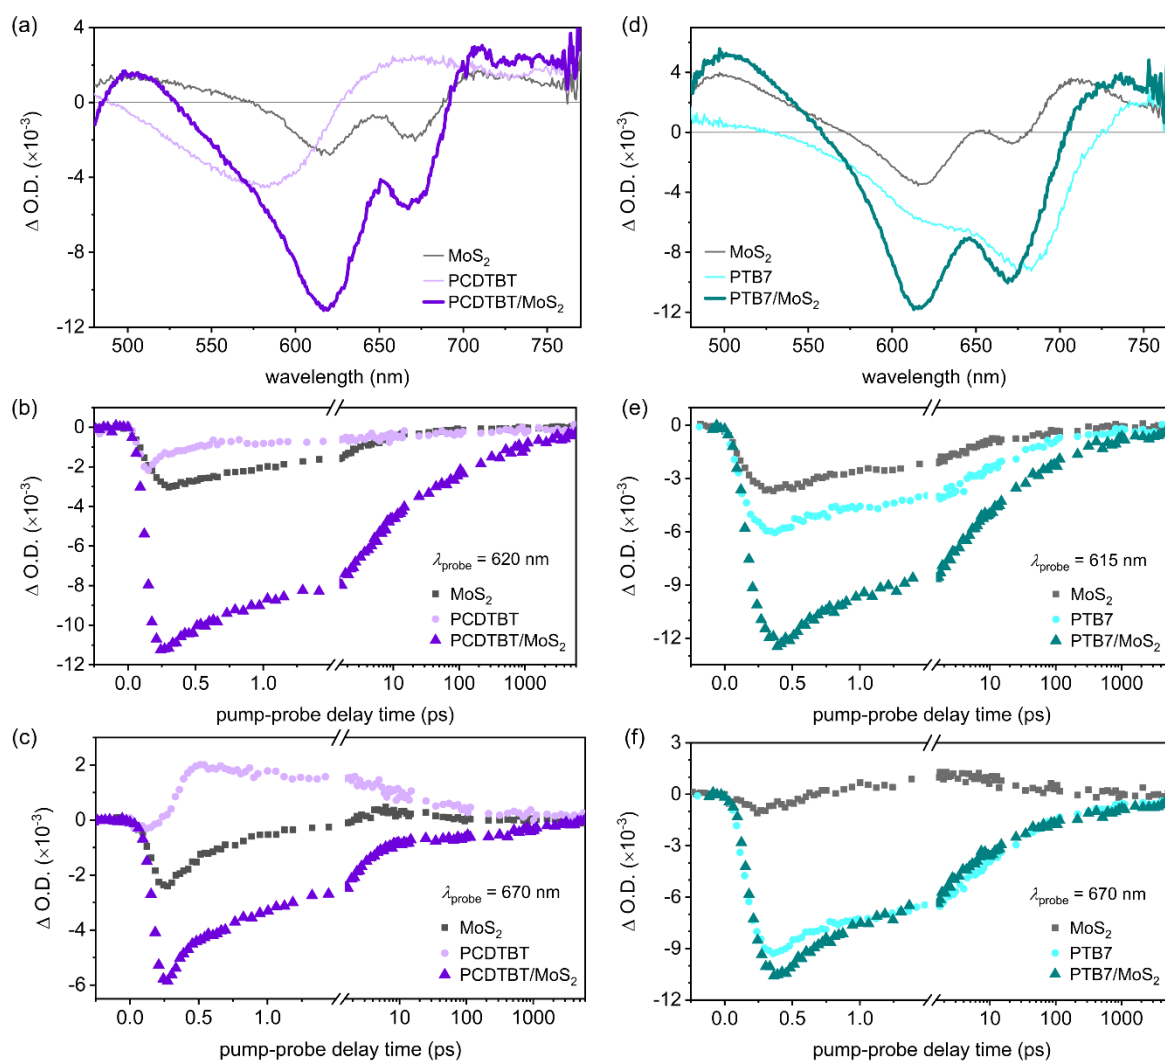 (a)
4
0
-4
-8
-12
Δ O.D. (×10⁻³)
MoS₂
PCDTBT
PCDTBT/MoS₂
500 550 600 650 700 750
wavelength (nm)
(d)
4
0
-4
-8
-12
Δ O.D. (×10⁻³)
MoS₂
PTB7
PTB7/MoS₂
500 550 600 650 700 750
wavelength (nm)
(b)
0
-2
-4
-6
-8
-10
-12
Δ O.D. (×10⁻³)
λprobe = 620 nm
MoS₂
PCDTBT
PCDTBT/MoS₂
0.0 0.5 1.0 10 100 1000
pump-probe delay time (ps)
(e)
0
-3
-6
-9
-12
Δ O.D. (×10⁻³)
λprobe = 615 nm
MoS₂
PTB7
PTB7/MoS₂
0.0 0.5 1.0 10 100 1000
pump-probe delay time (ps)
(c)
2
0
-2
-4
-6
Δ O.D. (×10⁻³)
λprobe = 670 nm
MoS₂
PCDTBT
PCDTBT/MoS₂
0.0 0.5 1.0 10 100 1000
pump-probe delay time (ps)
(f)
3
0
-3
-6
-9
-12
Δ O.D. (×10⁻³)
λprobe = 670 nm
MoS₂
PTB7
PTB7/MoS₂
0.0 0.5 1.0 10 100 1000
pump-probe delay time (ps)